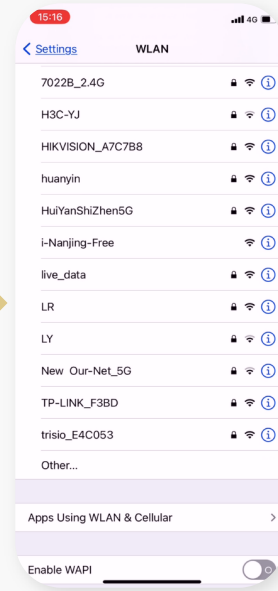 15:16
4G
Settings
WLAN
7022B_2.4G
H3C-YJ
HIKVISION_A7C7B8
huanyin
HuiYanShiZhen5G
i-Nanjing-Free
live_data
LR
LY
New Our-Net_5G
TP-LINK_F3BD
trisio_E4C053
Other...
Apps Using WLAN & Cellular
Enable WAPI